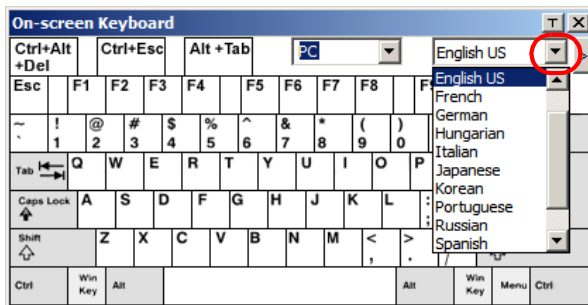 On-screen Keyboard T X
Ctrl+Alt +Del Ctrl+Esc Alt +Tab PC English US >
Esc F1 F2 F3 F4 F5 F6 F7 F8
English US
French
German
Hungarian
Italian
Japanese
Korean
Portuguese
Russian
Spanish
~ ! @ # $ % ^ & * ( )
` 1 2 3 4 5 6 7 8 9 0
Tab Q W E R T Y U I O P
Caps Lock A S D F G H J K L : ;
Shift Z X C V B N M < , > . /
Ctrl Win Key Alt Alt Win Key Menu Ctrl